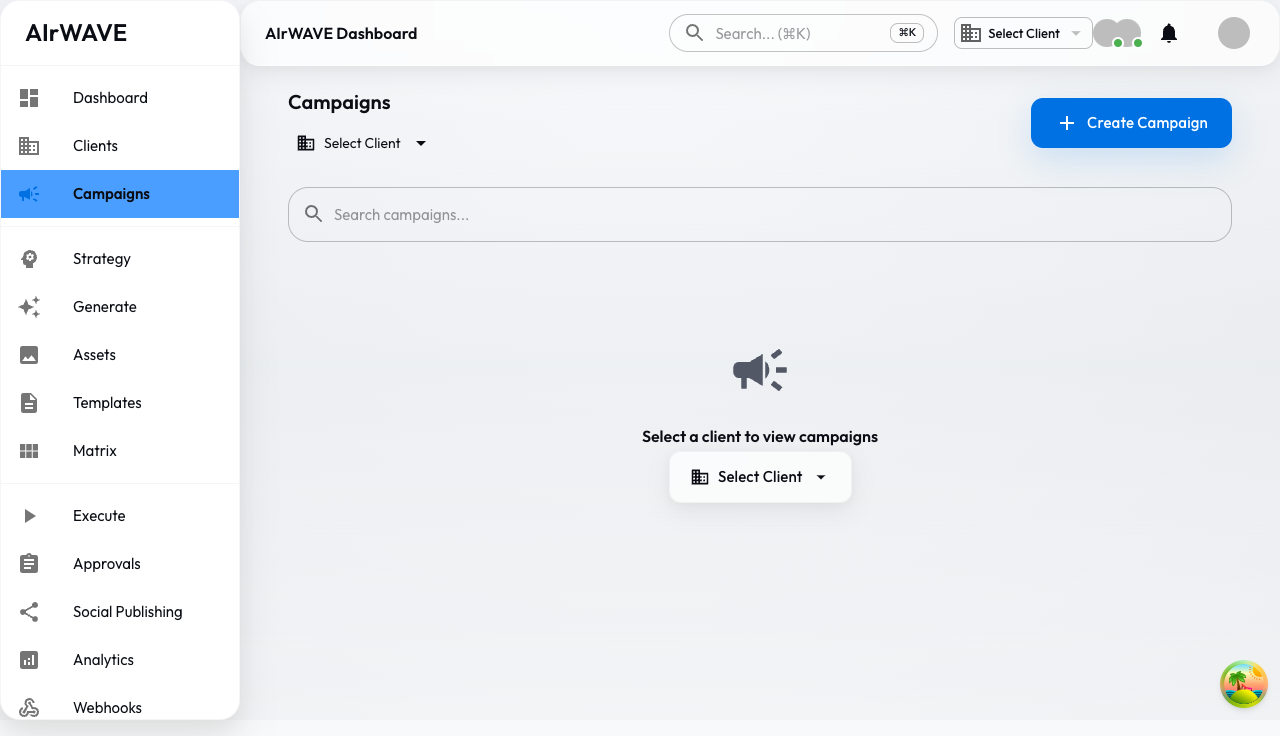 AIrWAVE
Dashboard
Clients
Campaigns
Strategy
Generate
Assets
Templates
Matrix
Execute
Approvals
Social Publishing
Analytics
Webhooks
AIrWAVE Dashboard
Search... (⌘K)
⌘K
Select Client
Campaigns
Select Client
Create Campaign
Search campaigns...
Select a client to view campaigns
Select Client